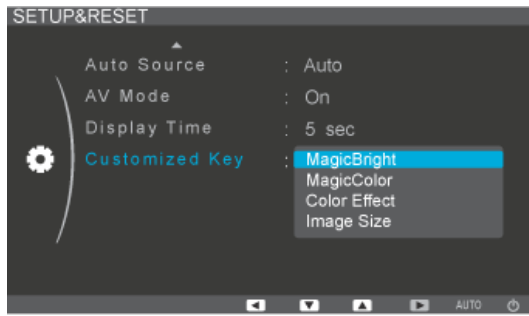 SETUP&RESET
Auto Source : Auto
AV Mode : On
Display Time : 5 sec
Customized Key : MagicBright
MagicColor
Color Effect
Image Size
AUTO